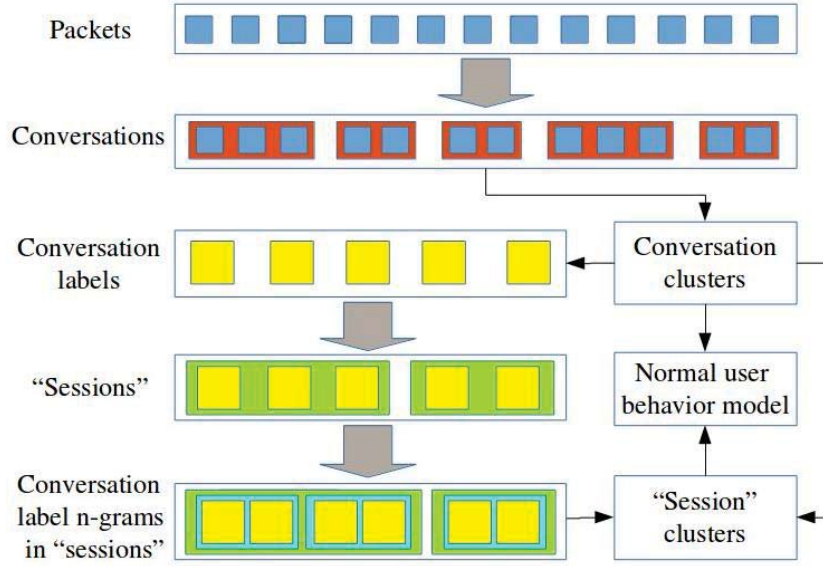 Packets
Conversations
Conversation
labels
Conversation
clusters
“Sessions”
Normal user
behavior model
Conversation
label n-grams
in “sessions”
“Session”
clusters